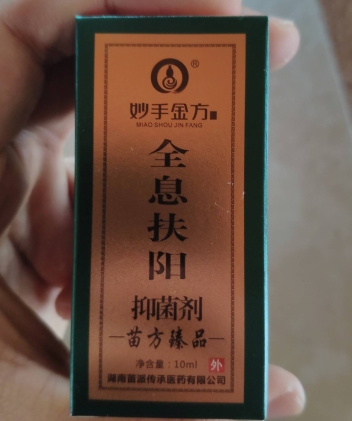 ®
妙手金方
MIAO SHOU JIN FANG
全息扶阳
抑菌剂
苗方臻品
净含量：10ml 外
湖南苗派传承医药有限公司